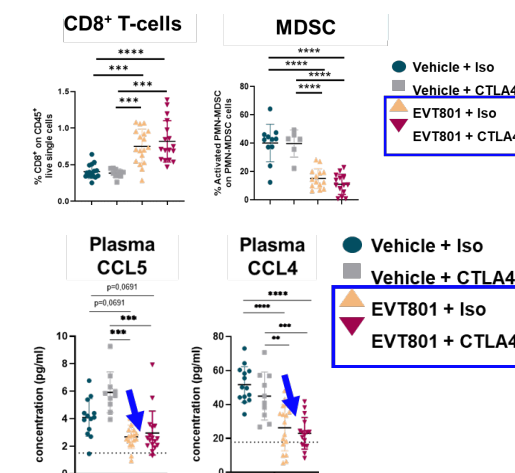 CD8⁺ T-cells
MDSC
****
***
***
***
% CD8⁺ on CD45⁺
live single cells
1.5
1.0
0.5
0.0
****
****
****
****
% Activated PMN-MDSC
on PMN-MDSC cells
80
60
40
20
0
Vehicle + Iso
Vehicle + CTLA4
EVT801 + Iso
EVT801 + CTLA4
Plasma
CCL5
p=0.0691
p=0.0691
***
***
concentration (pg/ml)
10
8
6
4
2
0
Plasma
CCL4
****
****
***
**
concentration (pg/ml)
80
60
40
20
0
Vehicle + Iso
Vehicle + CTLA4
EVT801 + Iso
EVT801 + CTLA4